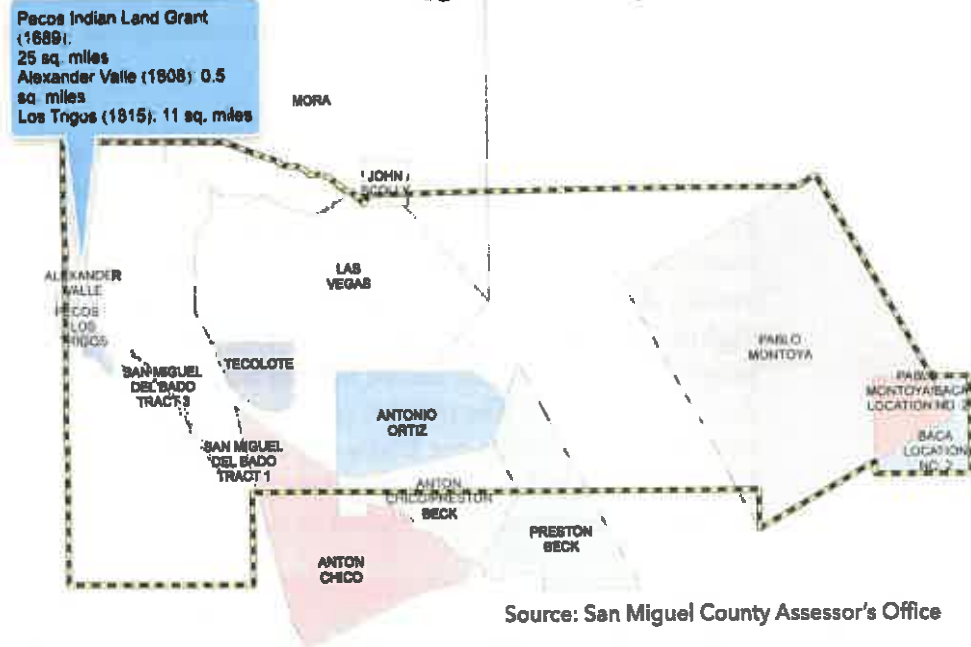 Pecos Indian Land Grant
(1689):
25 sq. miles
Alexander Valle (1808) 0.5
sq miles
Los Trigos (1815): 11 sq. miles
MORA
JOHN
SCOLLY
ALEXANDER
VALLE
PECOS
LOS
TRIGOS
LAS
VEGAS
TECOLOTE
SAN MIGUEL
DEL BADO
TRACT 3
SAN MIGUEL
DEL BADO
TRACT 1
ANTONIO
ORTIZ
PABLO
MONTOYA
PABLO
MONTOYA/BACA
LOCATION NO. 2
BACA
LOCATION
NO. 2
ANTON
CHICO/PRESTON
BECK
PRESTON
BECK
ANTON
CHICO
Source: San Miguel County Assessor's Office